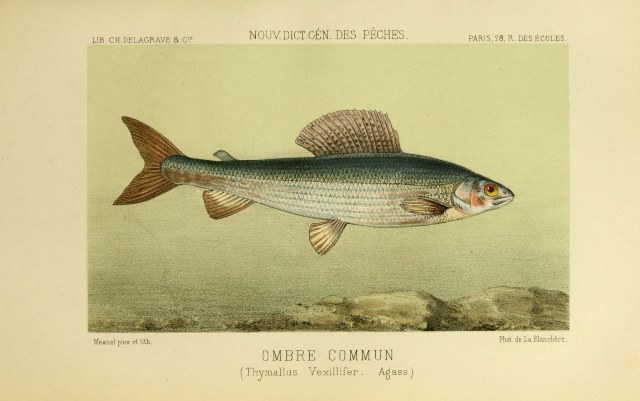 LIB. CH. DELAGRAVE & Cie
NOUV. DICT. GÉN. DES PÊCHES.
PARIS, 78, R. DES ÉCOLES.
Mesnel pinx et lith.
Phot. de La Blanchère.
OMBRE COMMUN
(Thymallus Vexillifer. Agass)